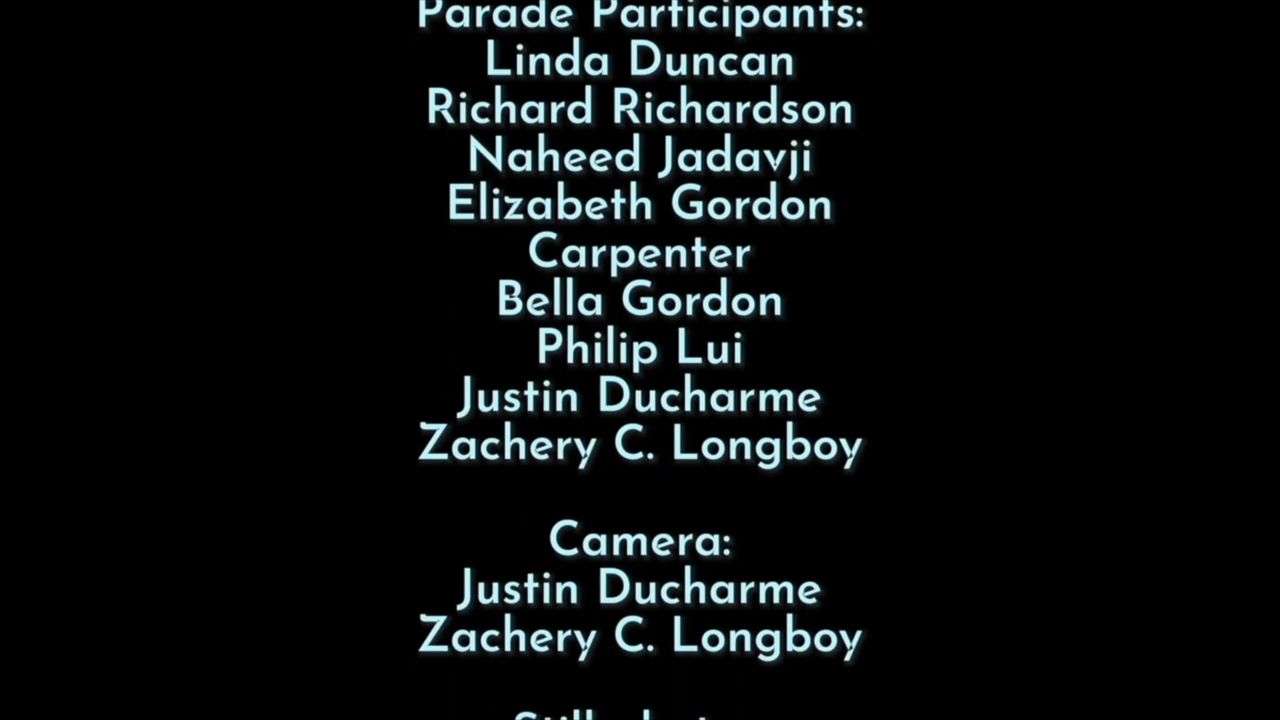 Parade Participants:
Linda Duncan
Richard Richardson
Naheed Jadavji
Elizabeth Gordon
Carpenter
Bella Gordon
Philip Lui
Justin Ducharme
Zachery C. Longboy
Camera:
Justin Ducharme
Zachery C. Longboy